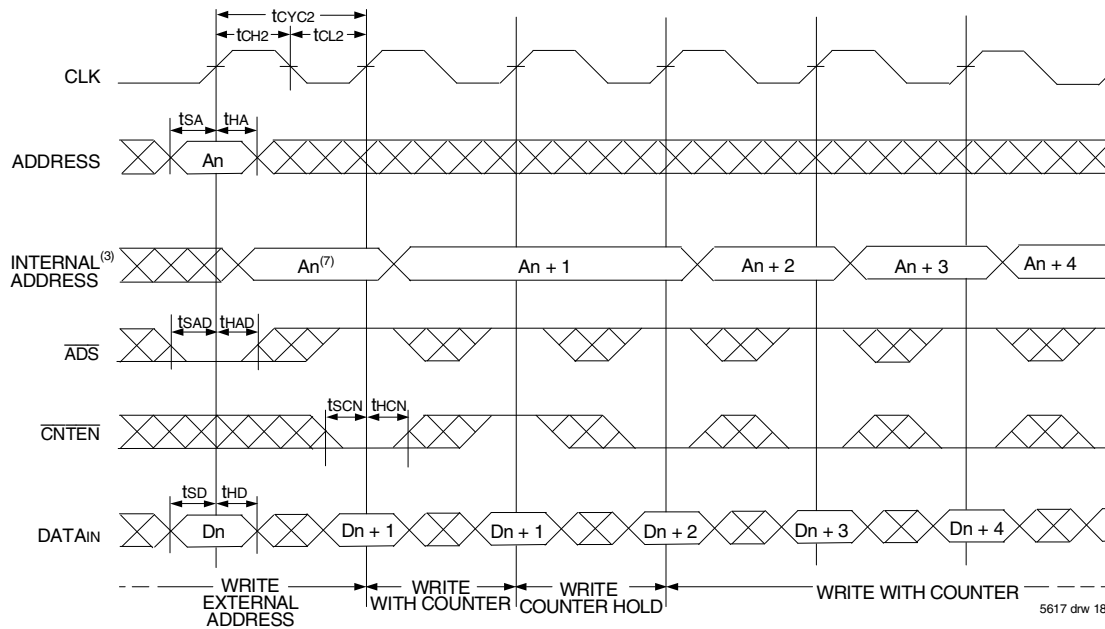 tCYC2
tCH2 tCL2
CLK
tSA tHA
ADDRESS An
INTERNAL(3)
ADDRESS An(7) An + 1 An + 2 An + 3 An + 4
tSAD tHAD
ADS
tSCN tHCN
CNTEN
tSD tHD
DATAIN Dn Dn + 1 Dn + 1 Dn + 2 Dn + 3 Dn + 4
WRITE
EXTERNAL
ADDRESS
WRITE
WITH COUNTER
WRITE
COUNTER HOLD
WRITE WITH COUNTER
5617 drw 18